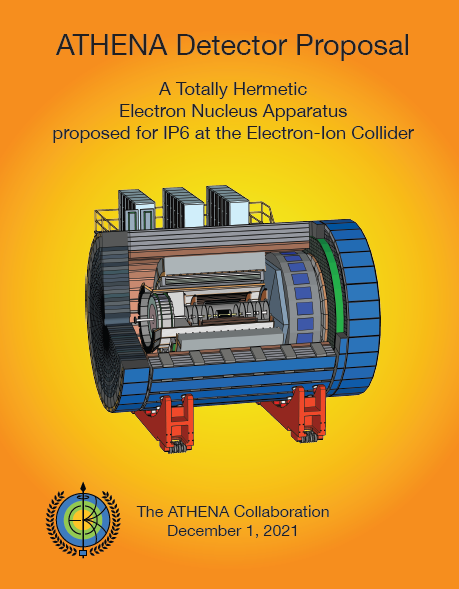 ATHENA Detector Proposal
A Totally Hermetic
Electron Nucleus Apparatus
proposed for IP6 at the Electron-Ion Collider
The ATHENA Collaboration
December 1, 2021